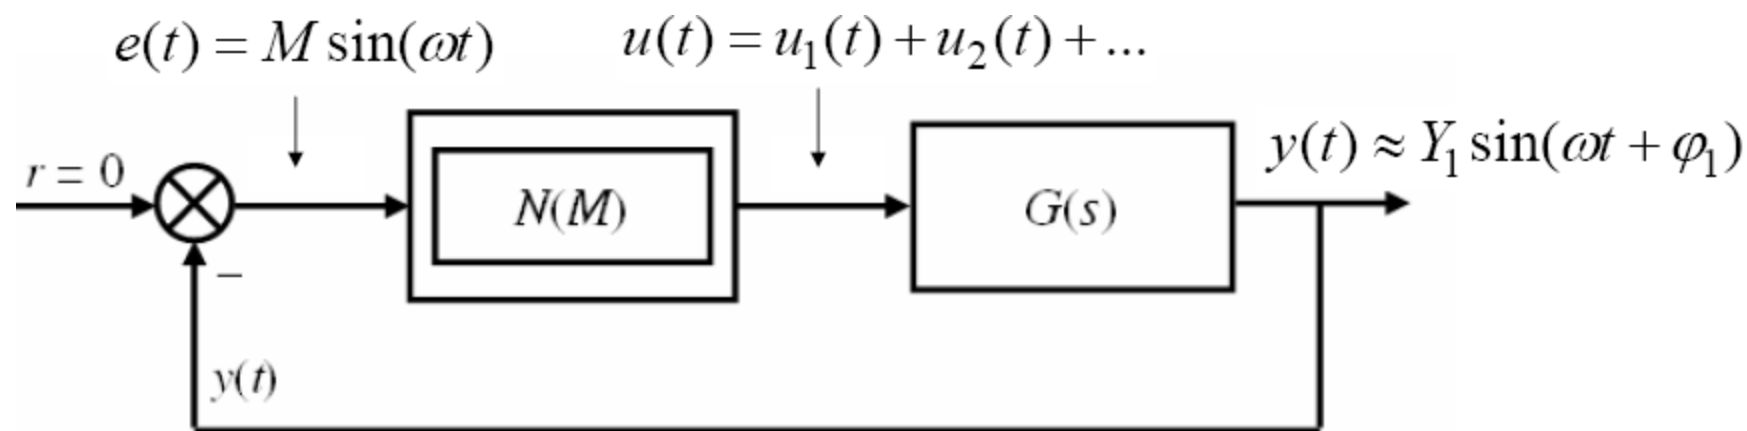 e(t) = M sin(ωt)
u(t) = u₁(t) + u₂(t) + ...
r = 0
N(M)
G(s)
y(t) ≈ Y₁ sin(ωt + φ₁)
−
y(t)